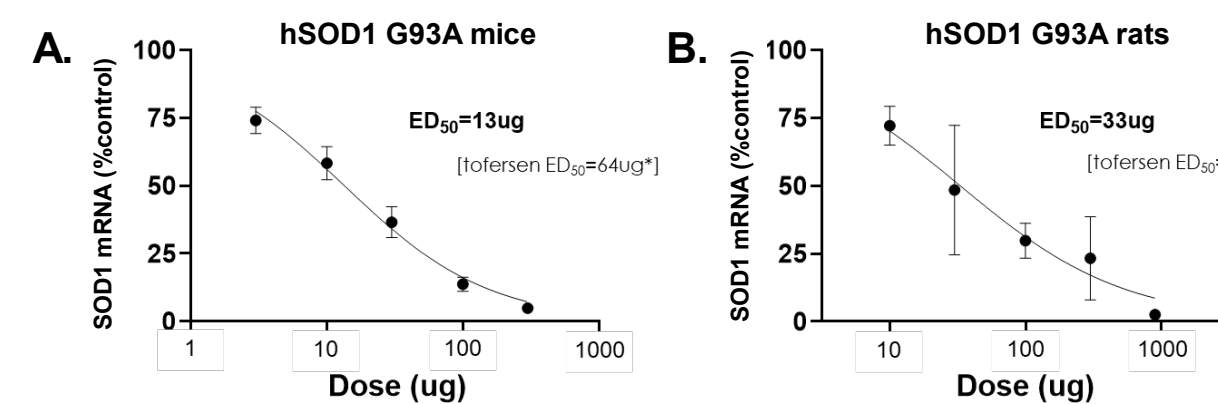 A.
hSOD1 G93A mice
100
75
50
25
0
SOD1 mRNA (%control)
ED50=13ug
[tofersen ED50=64ug*]
1
10
100
1000
Dose (ug)
B.
hSOD1 G93A rats
100
75
50
25
0
SOD1 mRNA (%control)
ED50=33ug
[tofersen ED50=
10
100
1000
Dose (ug)